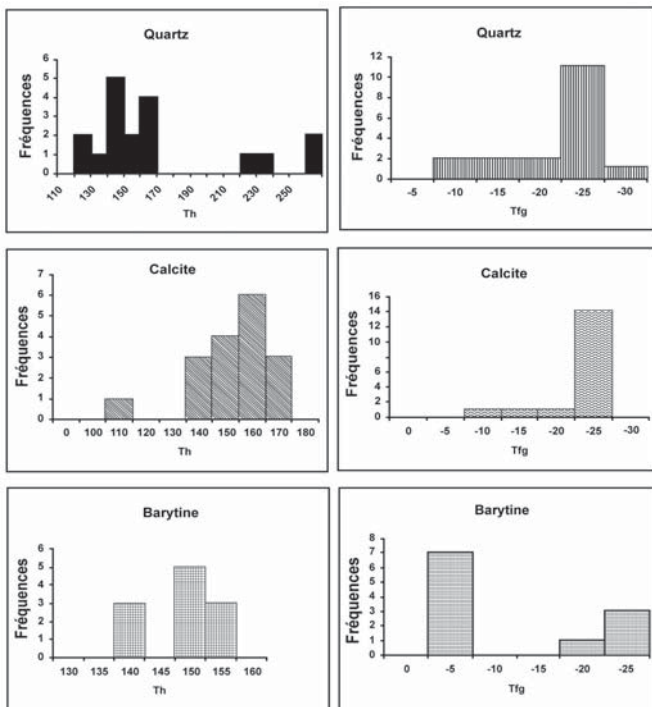 Quartz
Fréquences
6
5
4
3
2
1
0
110 130 150 170 190 210 230 250
Th
Quartz
Fréquences
12
10
8
6
4
2
0
-5 -10 -15 -20 -25 -30
Tfg
Calcite
Fréquences
7
6
5
4
3
2
1
0
0 100 110 120 130 140 150 160 170 180
Th
Calcite
Fréquences
16
14
12
10
8
6
4
2
0
0 -5 -10 -15 -20 -25 -30
Tfg
Barytine
Fréquences
6
5
4
3
2
1
0
130 135 140 145 150 155 160
Th
Barytine
Fréquences
8
7
6
5
4
3
2
1
0
0 -5 -10 -15 -20 -25
Tfg